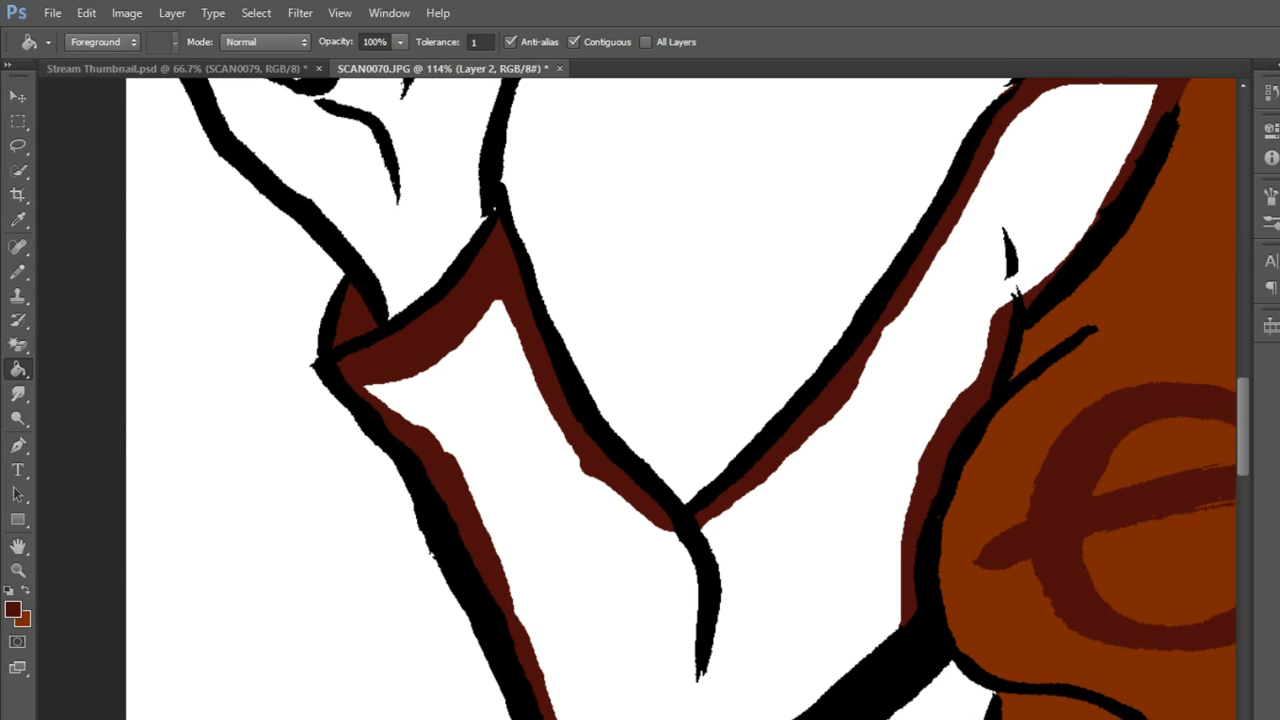 Ps File Edit Image Layer Type Select Filter View Window Help
Foreground Mode: Normal Opacity: 100% Tolerance: 1 Anti-alias Contiguous All Layers
Stream Thumbnail.psd @ 66.7% (SCAN0079, RGB/8) * × SCAN0070.JPG @ 114% (Layer 2, RGB/8#) * ×